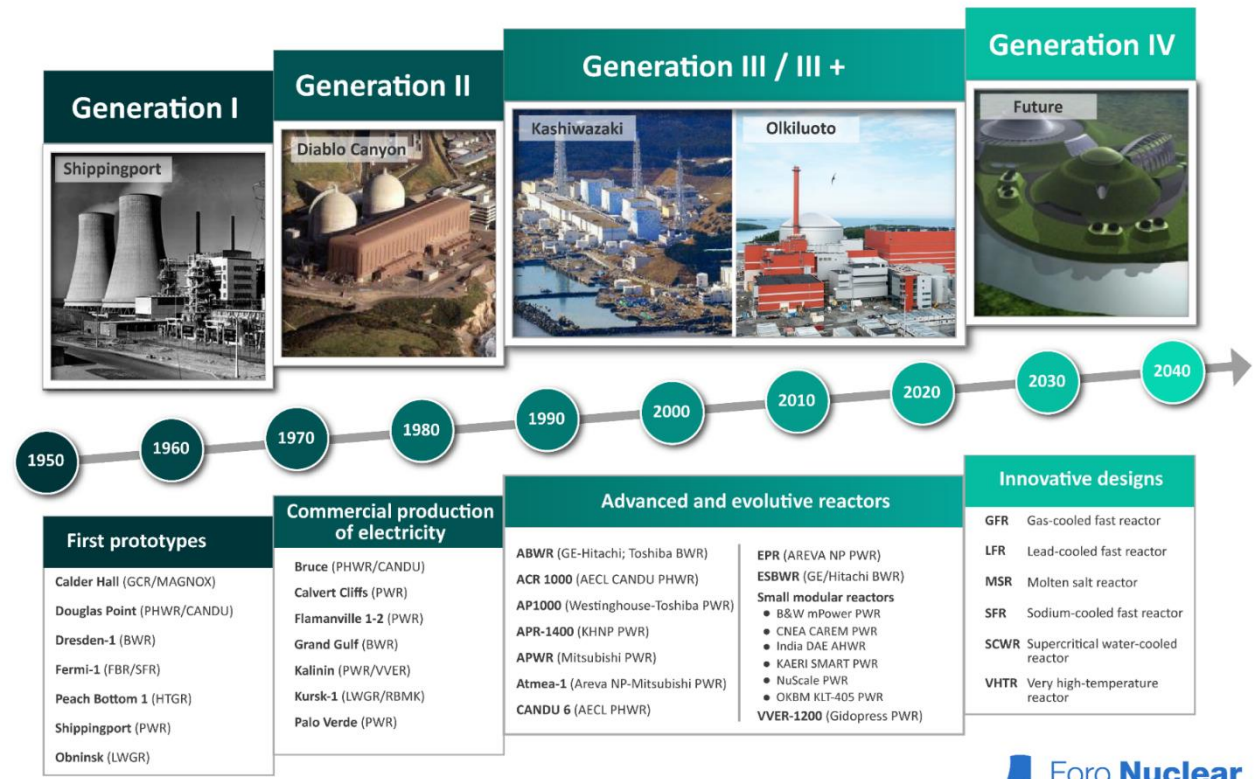 Generation I
Shippingport
Generation II
Diablo Canyon
Generation III / III +
Kashiwazaki
Olkiluoto
Generation IV
Future
1950
1960
1970
1980
1990
2000
2010
2020
2030
2040
First prototypes
Calder Hall (GCR/MAGNOX)
Douglas Point (PHWR/CANDU)
Dresden-1 (BWR)
Fermi-1 (FBR/SFR)
Peach Bottom 1 (HTGR)
Shippingport (PWR)
Obninsk (LWGR)
Commercial production
of electricity
Bruce (PHWR/CANDU)
Calvert Cliffs (PWR)
Flamanville 1-2 (PWR)
Grand Gulf (BWR)
Kalinin (PWR/VVER)
Kursk-1 (LWGR/RBMK)
Palo Verde (PWR)
Advanced and evolutive reactors
ABWR (GE-Hitachi; Toshiba BWR)
ACR 1000 (AECL CANDU PHWR)
AP1000 (Westinghouse-Toshiba PWR)
APR-1400 (KHNP PWR)
APWR (Mitsubishi PWR)
Atmea-1 (Areva NP-Mitsubishi PWR)
CANDU 6 (AECL PHWR)
EPR (AREVA NP PWR)
ESBWR (GE/Hitachi BWR)
Small modular reactors
• B&W mPower PWR
• CNEA CAREM PWR
• India DAE AHWR
• KAERI SMART PWR
• NuScale PWR
• OKBM KLT-405 PWR
VVER-1200 (Gidopress PWR)
Innovative designs
GFR Gas-cooled fast reactor
LFR Lead-cooled fast reactor
MSR Molten salt reactor
SFR Sodium-cooled fast reactor
SCWR Supercritical water-cooled
reactor
VHTR Very high-temperature
reactor
Foro Nuclear